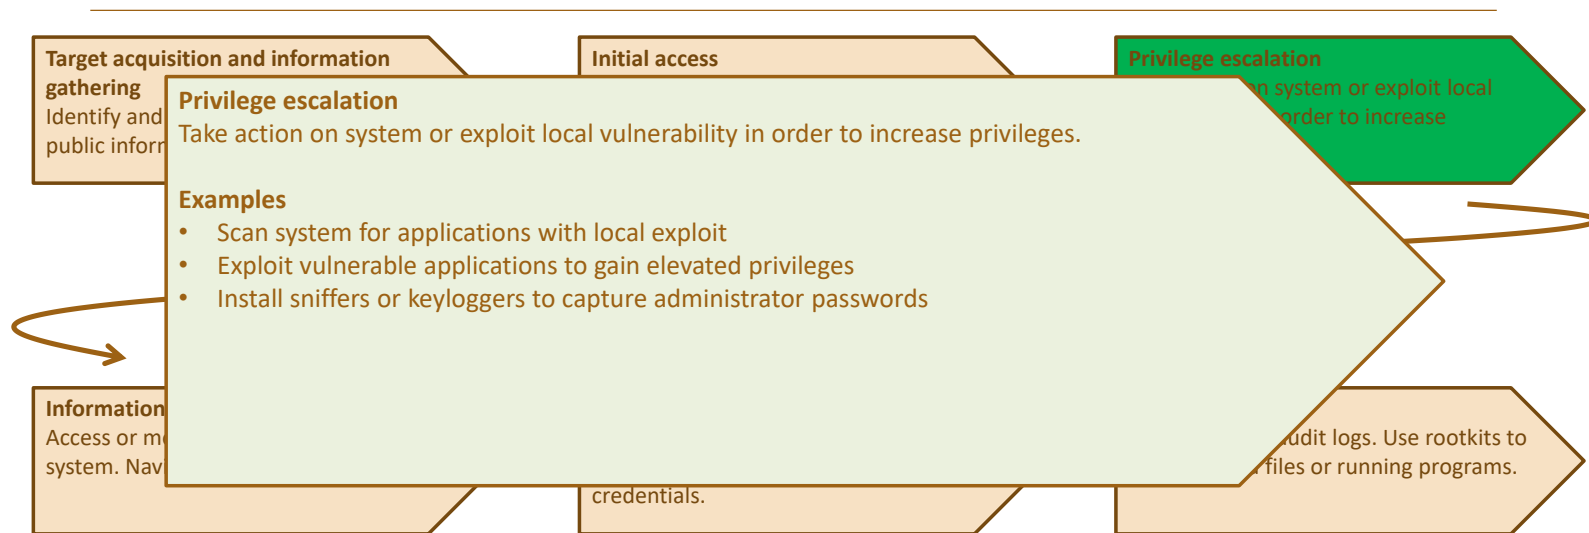 Target acquisition and information
gathering
Identify and
public
Initial access
Privilege escalation
system or exploit local
order to increase
Privilege escalation
Take action on system or exploit local vulnerability in order to increase privileges.
Examples
• Scan system for applications with local exploit
• Exploit vulnerable applications to gain elevated privileges
• Install sniffers or keyloggers to capture administrator passwords
Information
Access or
system.
credentials.
logs. Use rootkits to
files or running programs.